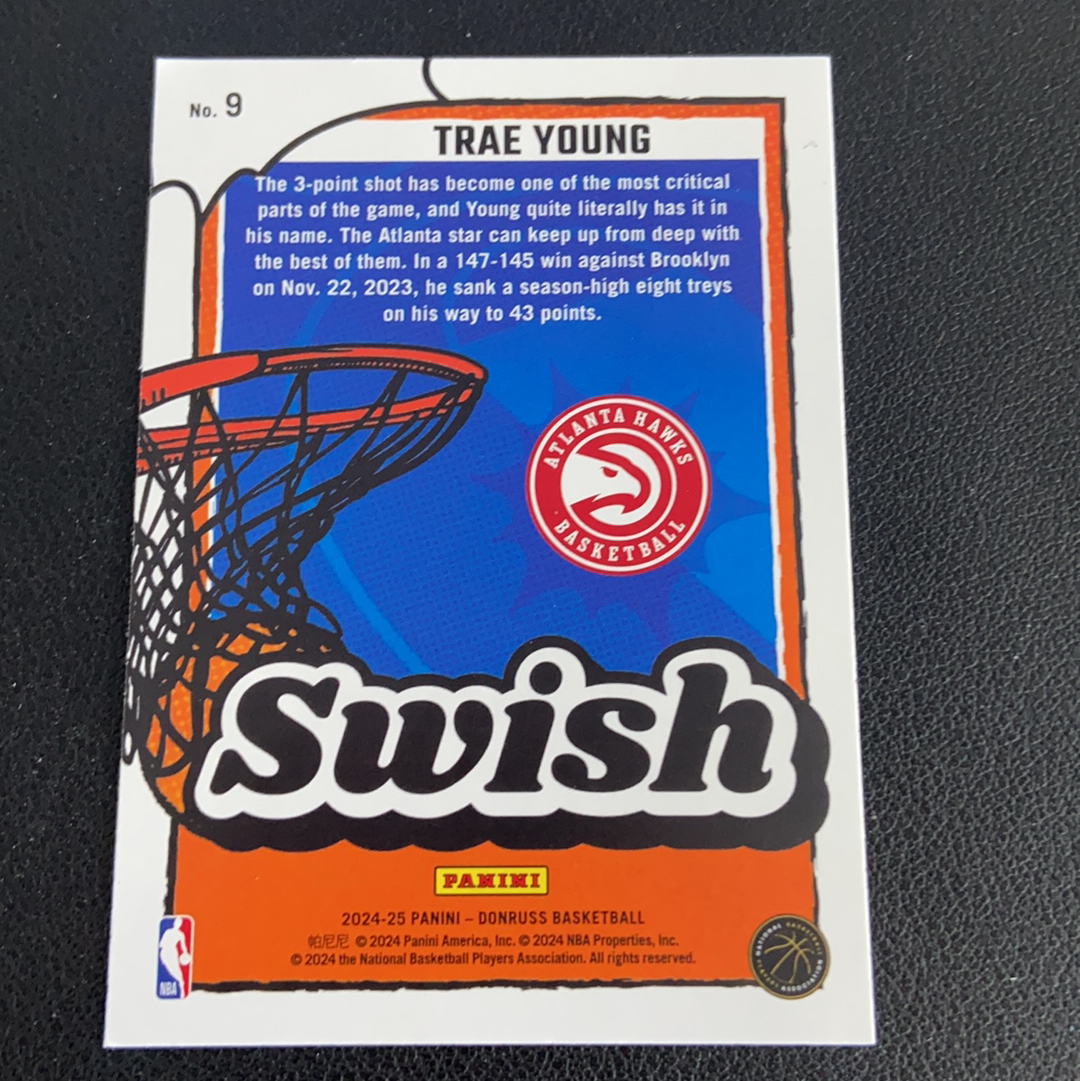 No. 9
TRAE YOUNG
The 3-point shot has become one of the most critical
parts of the game, and Young quite literally has it in
his name. The Atlanta star can keep up from deep with
the best of them. In a 147-145 win against Brooklyn
on Nov. 22, 2023, he sank a season-high eight treys
on his way to 43 points.
ATLANTA HAWKS
BASKETBALL
Swish
PANINI
2024-25 PANINI – DONRUSS BASKETBALL
帕尼尼 © 2024 Panini America, Inc. © 2024 NBA Properties, Inc.
© 2024 the National Basketball Players Association. All rights reserved.
NBA
NATIONAL BASKETBALL
PLAYERS ASSOCIATION